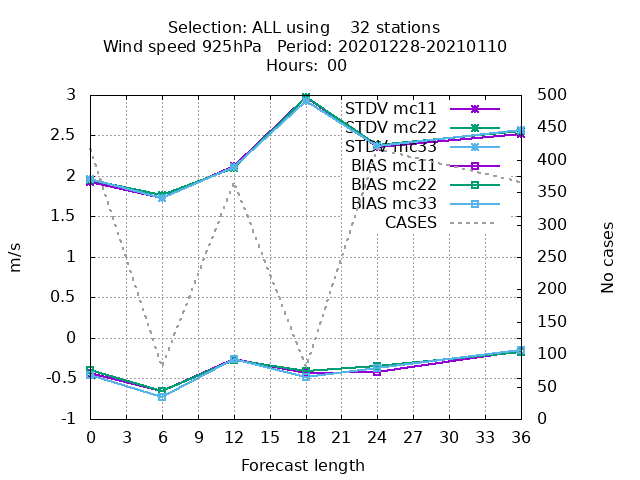 Selection: ALL using    32 stations
Wind speed 925hPa   Period: 20201228-20210110
Hours: 00
3
2.5
2
1.5
1
0.5
0
-0.5
-1
m/s
STDV mc11
STDV mc22
STDV mc33
BIAS mc11
BIAS mc22
BIAS mc33
CASES
500
450
400
350
300
250
200
150
100
50
0
No cases
0 3 6 9 12 15 18 21 24 27 30 33 36
Forecast length